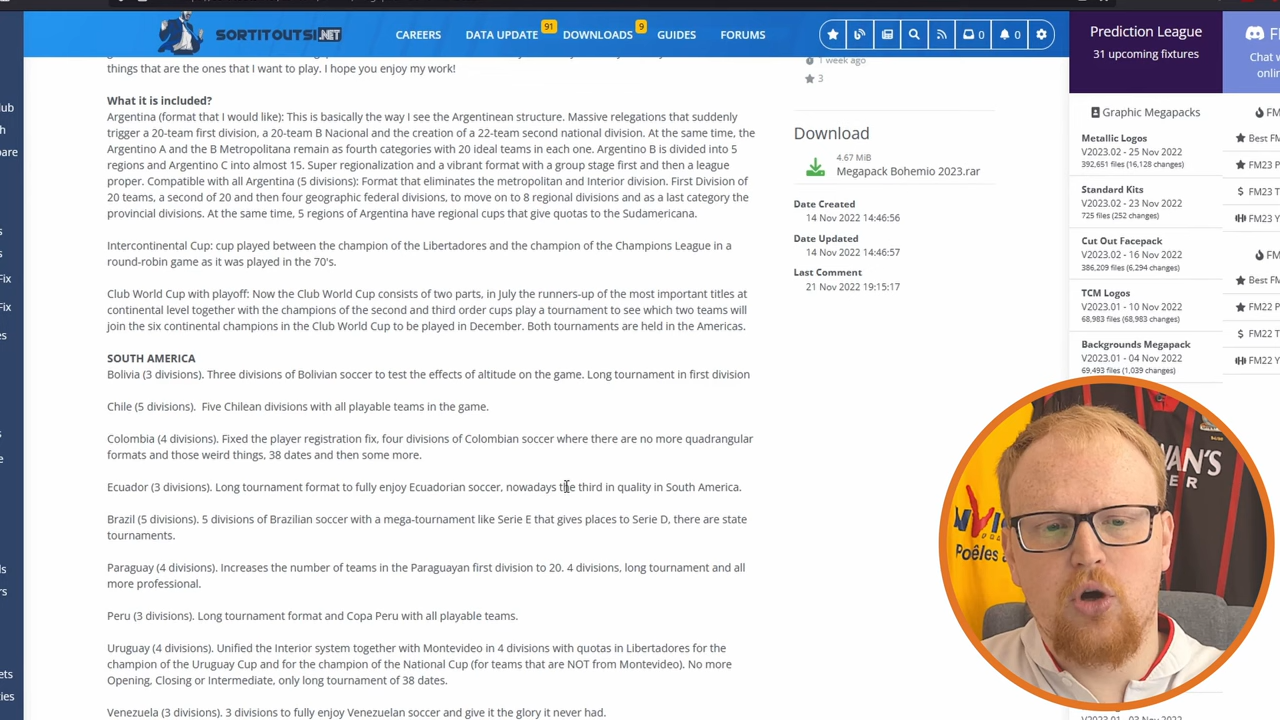 SORTITOUTSI.NET
CAREERS
DATA UPDATE
91
DOWNLOADS
9
GUIDES
FORUMS
0
0
things that are the ones that I want to play. I hope you enjoy my work!
What it is included?
Argentina (format that I would like): This is basically the way I see the Argentinean structure. Massive relegations that suddenly
trigger a 20-team first division, a 20-team B Nacional and the creation of a 22-team second national division. At the same time, the
Argentino A and the B Metropolitana remain as fourth categories with 20 ideal teams in each one. Argentino B is divided into 5
regions and Argentino C into almost 15. Super regionalization and a vibrant format with a group stage first and then a league
proper. Compatible with all Argentina (5 divisions): Format that eliminates the metropolitan and Interior division. First Division of
20 teams, a second of 20 and then four geographic federal divisions, to move on to 8 regional divisions and as a last category the
provincial divisions. At the same time, 5 regions of Argentina have regional cups that give quotas to the Sudamericana.
Intercontinental Cup: cup played between the champion of the Libertadores and the champion of the Champions League in a
round-robin game as it was played in the 70's.
Club World Cup with playoff: Now the Club World Cup consists of two parts, in July the runners-up of the most important titles at
continental level together with the champions of the second and third order cups play a tournament to see which two teams will
join the six continental champions in the Club World Cup to be played in December. Both tournaments are held in the Americas.
SOUTH AMERICA
Bolivia (3 divisions). Three divisions of Bolivian soccer to test the effects of altitude on the game. Long tournament in first division
Chile (5 divisions). Five Chilean divisions with all playable teams in the game.
Colombia (4 divisions). Fixed the player registration fix, four divisions of Colombian soccer where there are no more quadrangular
formats and those weird things, 38 dates and then some more.
Ecuador (3 divisions). Long tournament format to fully enjoy Ecuadorian soccer, nowadays the third in quality in South America.
Brazil (5 divisions). 5 divisions of Brazilian soccer with a mega-tournament like Serie E that gives places to Serie D, there are state
tournaments.
Paraguay (4 divisions). Increases the number of teams in the Paraguayan first division to 20. 4 divisions, long tournament and all
more professional.
Peru (3 divisions). Long tournament format and Copa Peru with all playable teams.
Uruguay (4 divisions). Unified the Interior system together with Montevideo in 4 divisions with quotas in Libertadores for the
champion of the Uruguay Cup and for the champion of the National Cup (for teams that are NOT from Montevideo). No more
Opening, Closing or Intermediate, only long tournament of 38 dates.
Venezuela (3 divisions). 3 divisions to fully enjoy Venezuelan soccer and give it the glory it never had.
1 week ago
3
Download
4.67 MiB
Megapack Bohemio 2023.rar
Date Created
14 Nov 2022 14:46:56
Date Updated
14 Nov 2022 14:46:57
Last Comment
21 Nov 2022 19:15:17
Prediction League
31 upcoming fixtures
Chat w
onlin
Graphic Megapacks
Metallic Logos
V2023.02 - 25 Nov 2022
392,651 files (16,128 changes)
Standard Kits
V2023.02 - 23 Nov 2022
725 files (252 changes)
Cut Out Facepack
V2023.02 - 16 Nov 2022
386,209 files (6,294 changes)
TCM Logos
V2023.01 - 10 Nov 2022
68,983 files (68,983 changes)
Backgrounds Megapack
V2023.01 - 04 Nov 2022
69,493 files (1,039 changes)
FM
Best F
FM23 P
FM23 T
FM23 Y
FM
Best F
FM22 P
FM22 T
FM22 Y
Poêles a